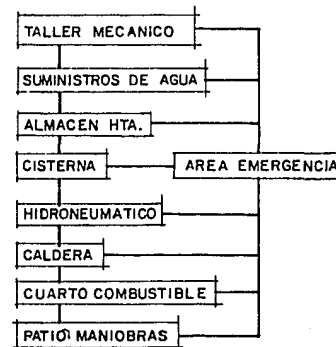 TALLER MECANICO
SUMINISTROS DE AGUA
ALMACEN HTA.
CISTERNA
AREA EMERGENCIA
HIDRONEUMATICO
CALDERA
CUARTO COMBUSTIBLE
PATIO MANIOBRAS